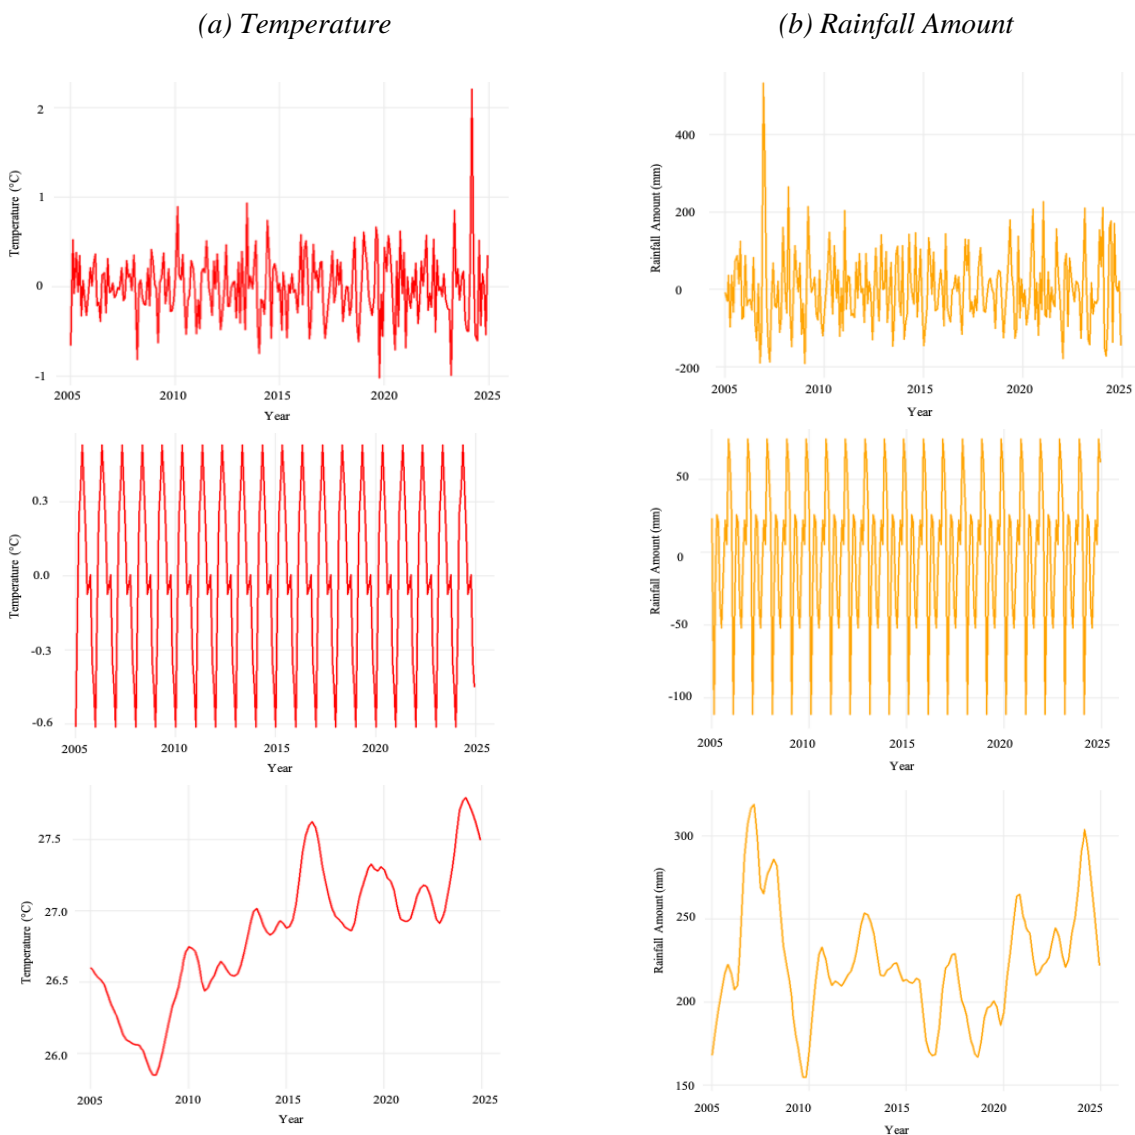 (a) Temperature
(b) Rainfall Amount
Temperature (°C)
2
1
0
-1
2005 2010 2015 2020 2025
Year
Rainfall Amount (mm)
400
200
0
-200
2005 2010 2015 2020 2025
Year
Temperature (°C)
0.3
0.0
-0.3
-0.6
2005 2010 2015 2020 2025
Year
Rainfall Amount (mm)
50
0
-50
-100
2005 2010 2015 2020 2025
Year
Temperature (°C)
27.5
27.0
26.5
26.0
2005 2010 2015 2020 2025
Year
Rainfall Amount (mm)
300
250
200
150
2005 2010 2015 2020 2025
Year